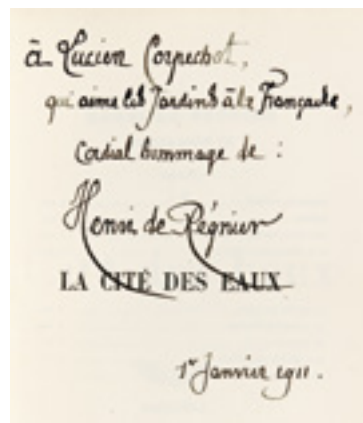 à Lucien Corpechot,
qui aime les Jardins à la Française,
Cordial hommage de :
Henri de Régnier
LA CITÉ DES EAUX
1er Janvier 1911.